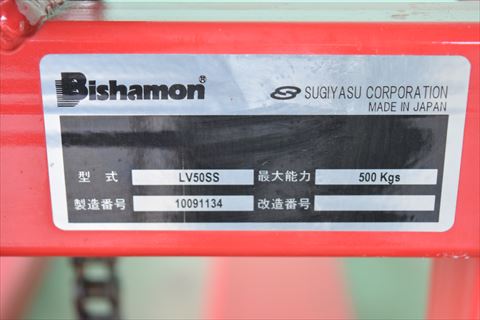 Bishamon®
SUGIYASU CORPORATION
MADE IN JAPAN
型式 LV50SS 最大能力 500 Kgs
製造番号 10091134 改造番号